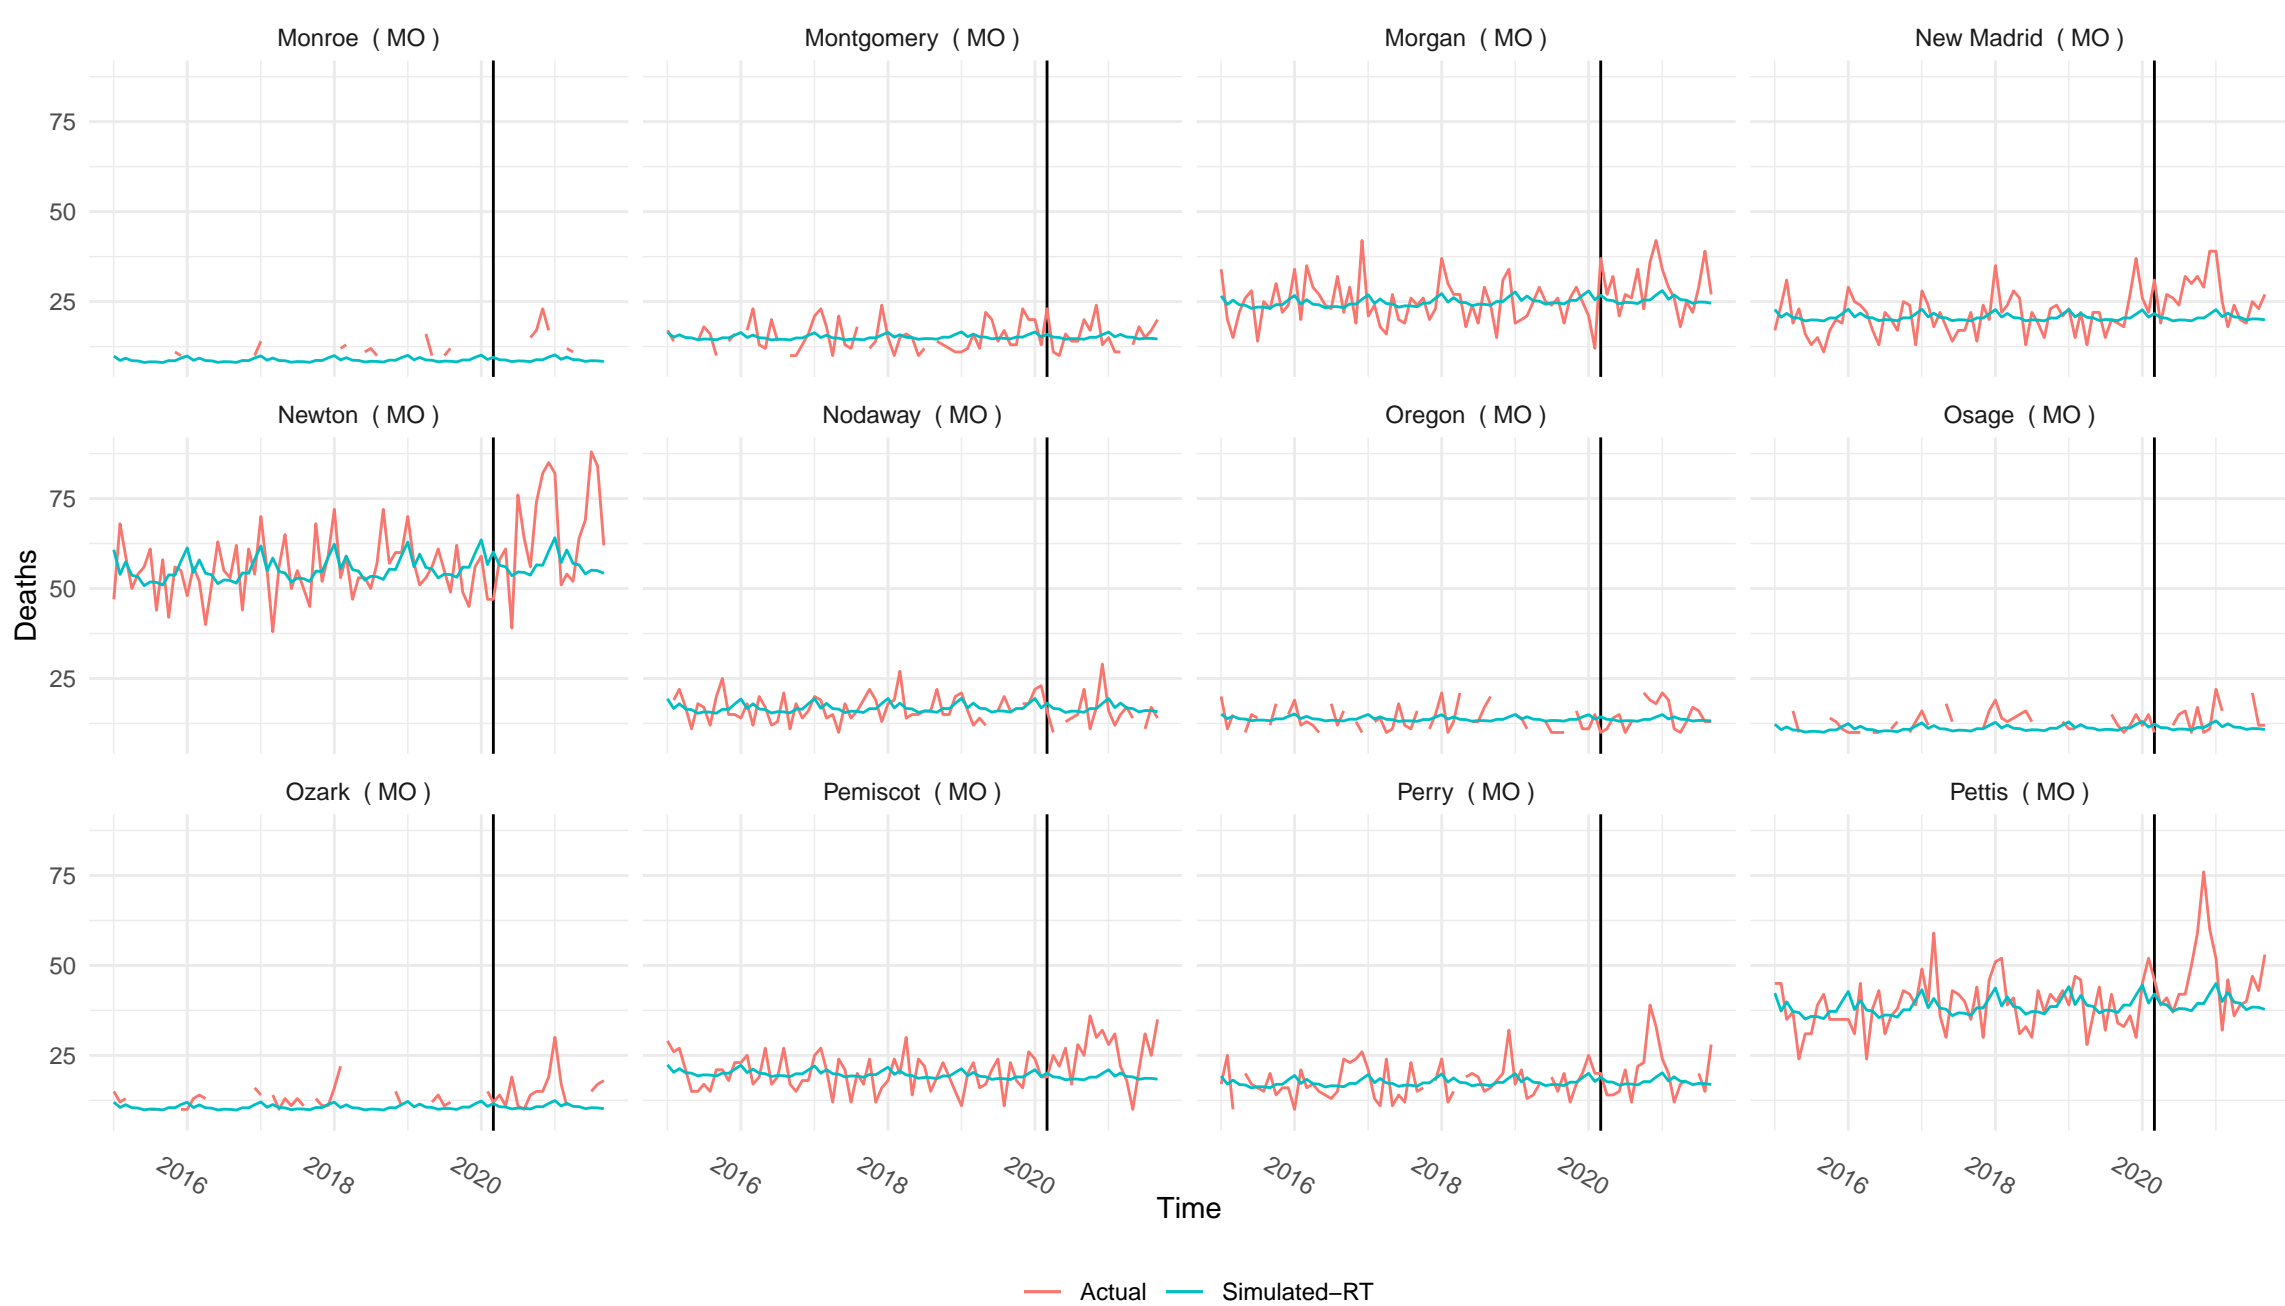 Monroe ( MO )
Montgomery ( MO )
Morgan ( MO )
New Madrid ( MO )
75
50
25
Newton ( MO )
Nodaway ( MO )
Oregon ( MO )
Osage ( MO )
75
50
25
Deaths
Ozark ( MO )
Pemiscot ( MO )
Perry ( MO )
Pettis ( MO )
75
50
25
2016 2018 2020 2016 2018 2020 2016 2018 2020 2016 2018 2020
Time
Actual Simulated−RT